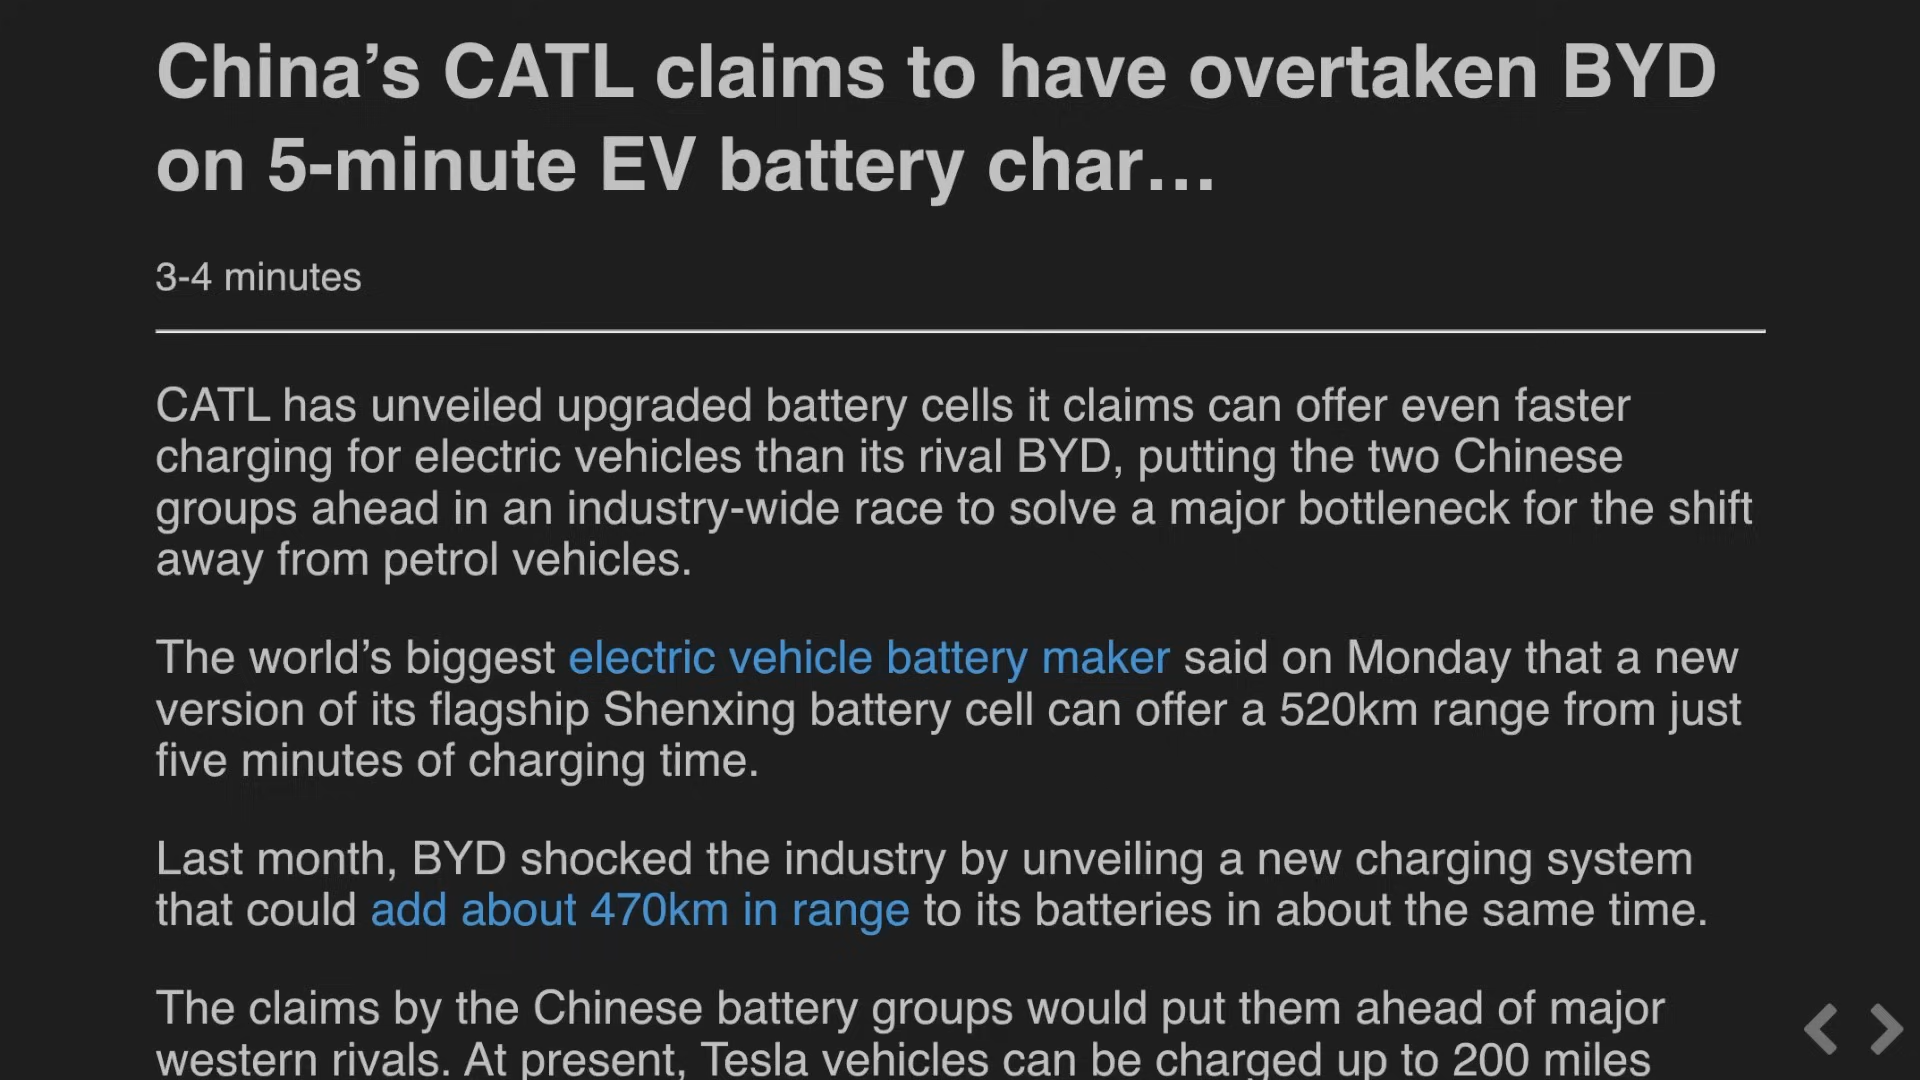 China’s CATL claims to have overtaken BYD
on 5-minute EV battery char…
3-4 minutes
CATL has unveiled upgraded battery cells it claims can offer even faster
charging for electric vehicles than its rival BYD, putting the two Chinese
groups ahead in an industry-wide race to solve a major bottleneck for the shift
away from petrol vehicles.
The world’s biggest electric vehicle battery maker said on Monday that a new
version of its flagship Shenxing battery cell can offer a 520km range from just
five minutes of charging time.
Last month, BYD shocked the industry by unveiling a new charging system
that could add about 470km in range to its batteries in about the same time.
The claims by the Chinese battery groups would put them ahead of major
western rivals. At present, Tesla vehicles can be charged up to 200 miles